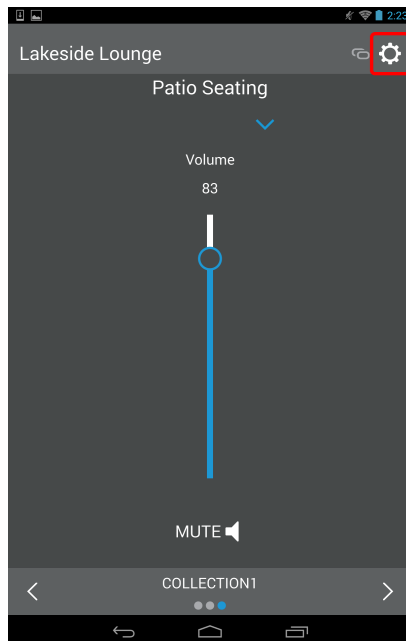 2:23
Lakeside Lounge
Patio Seating
Volume
83
MUTE
COLLECTION1